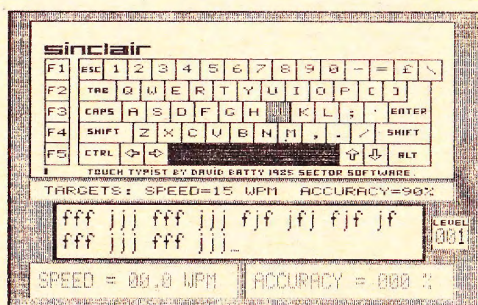 sinclair
F1 ESC 1 2 3 4 5 6 7 8 9 0 - = £ \
F2 TAB Q W E R T Y U I O P [ ]
F3 CAPS A S D F G H K L ; ' ENTER
F4 SHIFT Z X C V B N M , . / SHIFT
F5 CTRL ⇦ ⇨ ⇧ ⇩ ALT
TOUCH TYPIST BY DAVID BATTY 1985 SECTOR SOFTWARE.
TARGETS: SPEED=15 WPM ACCURACY=90%
fff jjj fff jjj fjf jfj fjf jf
fff jjj fff jjj_
LEVEL
001
SPEED = 00.0 WPM ACCURACY = 000 %